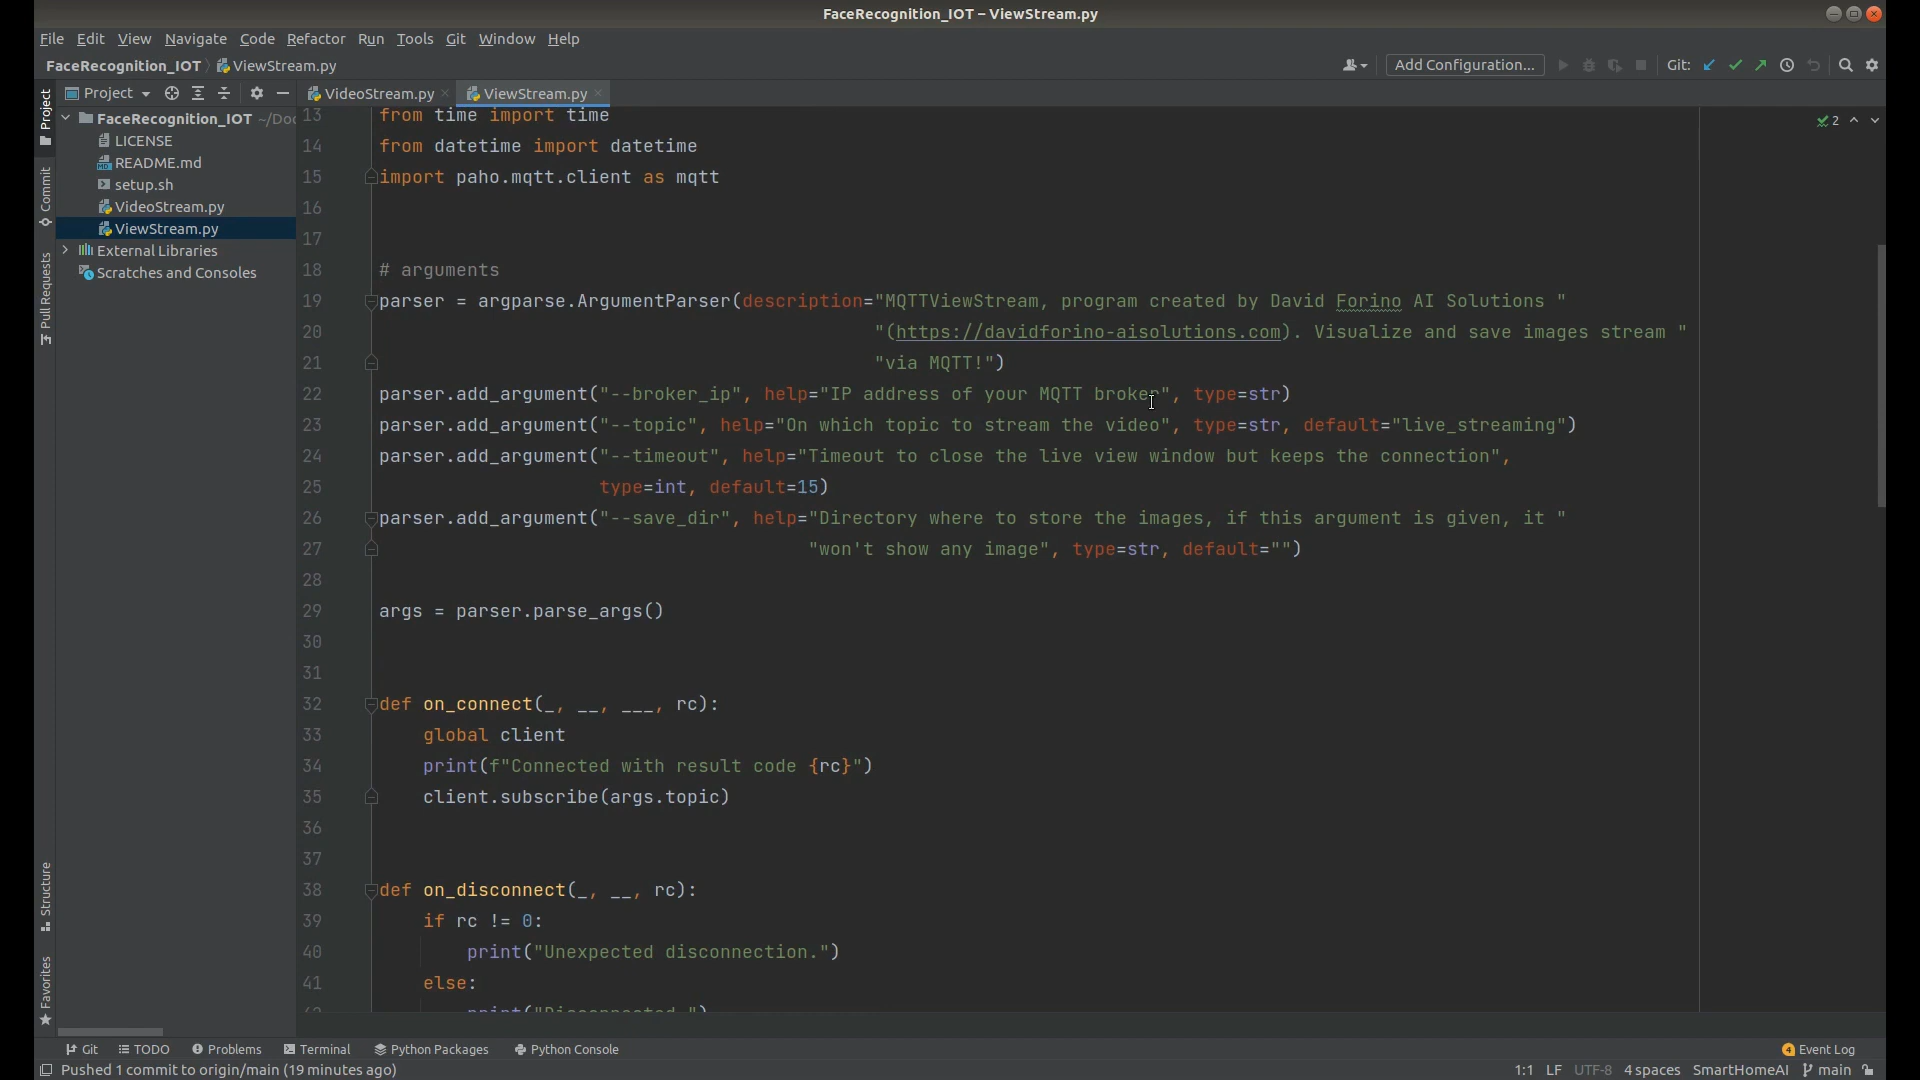 FaceRecognition_IOT – ViewStream.py
File Edit View Navigate Code Refactor Run Tools Git Window Help
FaceRecognition_IOT ViewStream.py Add Configuration... Git:
Project VideoStream.py ViewStream.py
Project
Commit
Pull Requests
Structure
Favorites
FaceRecognition_IOT ~/Doc
LICENSE
README.md
setup.sh
VideoStream.py
ViewStream.py
External Libraries
Scratches and Consoles
2
13 from time import time
14 from datetime import datetime
15 import paho.mqtt.client as mqtt
16
17
18 # arguments
19 parser = argparse.ArgumentParser(description="MQTTViewStream, program created by David Forino AI Solutions "
20 "(https://davidforino-aisolutions.com). Visualize and save images stream "
21 "via MQTT!")
22 parser.add_argument("--broker_ip", help="IP address of your MQTT broker", type=str)
23 parser.add_argument("--topic", help="On which topic to stream the video", type=str, default="live_streaming")
24 parser.add_argument("--timeout", help="Timeout to close the live view window but keeps the connection",
25 type=int, default=15)
26 parser.add_argument("--save_dir", help="Directory where to store the images, if this argument is given, it "
27 "won't show any image", type=str, default="")
28
29 args = parser.parse_args()
30
31
32 def on_connect(_, __, ___, rc):
33 global client
34 print(f"Connected with result code {rc}")
35 client.subscribe(args.topic)
36
37
38 def on_disconnect(_, __, rc):
39 if rc != 0:
40 print("Unexpected disconnection.")
41 else:
42 print("Disconnected.")
Git TODO Problems Terminal Python Packages Python Console 4 Event Log
Pushed 1 commit to origin/main (19 minutes ago) 1:1 LF UTF-8 4 spaces SmartHomeAI main